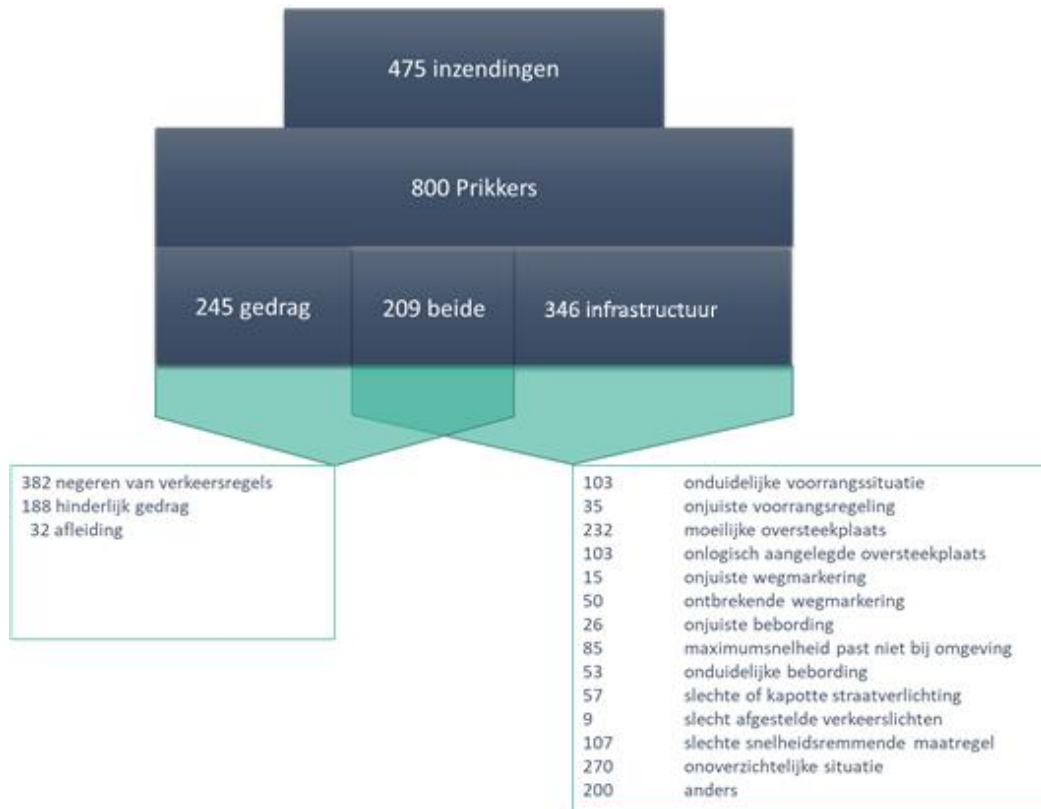 475 inzendingen
800 Prikkers
245 gedrag
209 beide
346 infrastructuur
382 negeren van verkeersregels
188 hinderlijk gedrag
32 afleiding
103 onduidelijke voorrangssituatie
35 onjuiste voorrangsregeling
232 moeilijke oversteekplaats
103 onlogisch aangelegde oversteekplaats
15 onjuiste wegmarkering
50 ontbrekende wegmarkering
26 onjuiste bebording
85 maximumsnelheid past niet bij omgeving
53 onduidelijke bebording
57 slechte of kapotte straatverlichting
9 slecht afgestelde verkeerslichten
107 slechte snelheidsremmende maatregel
270 onoverzichtelijke situatie
200 anders